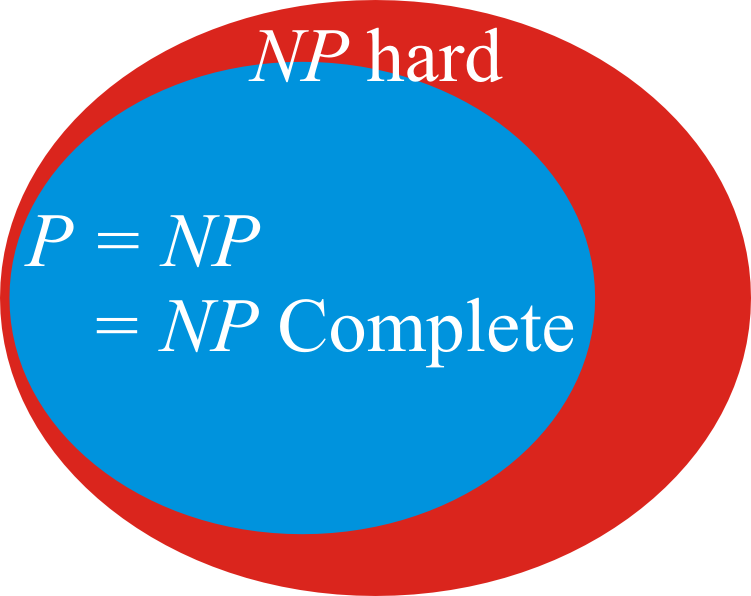 NP hard
P = NP
= NP Complete